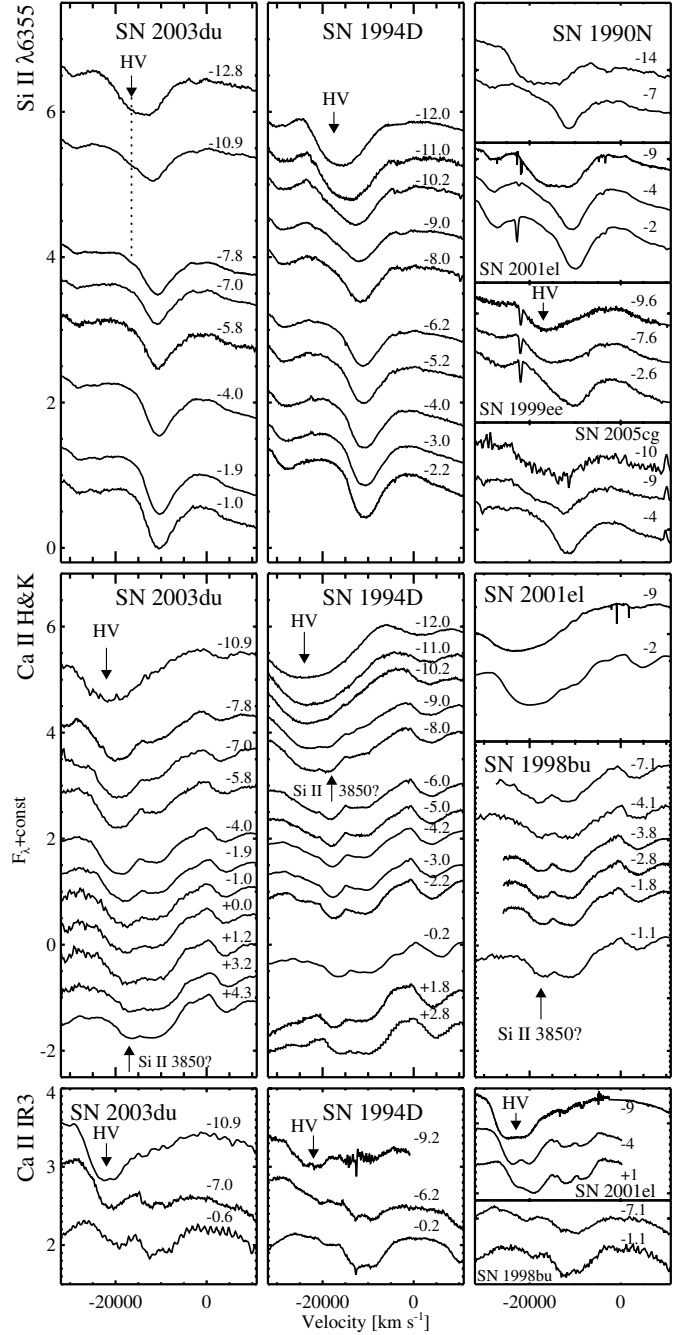 Si II λ6355
SN 2003du
HV
-12.8
-10.9
-7.8
-7.0
-5.8
-4.0
-1.9
-1.0
6
4
2
0
SN 1994D
HV
-12.0
-11.0
-10.2
-9.0
-8.0
-6.2
-5.2
-4.0
-3.0
-2.2
SN 1990N
-14
-7
-9
-4
-2
SN 2001el
HV
-9.6
-7.6
-2.6
SN 1999ee
SN 2005cg
-10
-9
-4
Ca II H&K
Fλ+const
SN 2003du
HV
-10.9
-7.8
-7.0
-5.8
-4.0
-1.9
-1.0
+0.0
+1.2
+3.2
+4.3
Si II 3850?
6
4
2
0
-2
SN 1994D
HV
-12.0
-11.0
-10.2
-9.0
-8.0
Si II 3850?
-6.0
-5.0
-4.2
-3.0
-2.2
-0.2
+1.8
+2.8
SN 2001el
-9
-2
SN 1998bu
-7.1
-4.1
-3.8
-2.8
-1.8
-1.1
Si II 3850?
Ca II IR3
SN 2003du
HV
-10.9
-7.0
-0.6
4
3
2
SN 1994D
HV
-9.2
-6.2
-0.2
HV
-9
-4
+1
SN 2001el
-7.1
-1.1
SN 1998bu
-20000 0
-20000 0
-20000 0
Velocity [km s⁻¹]